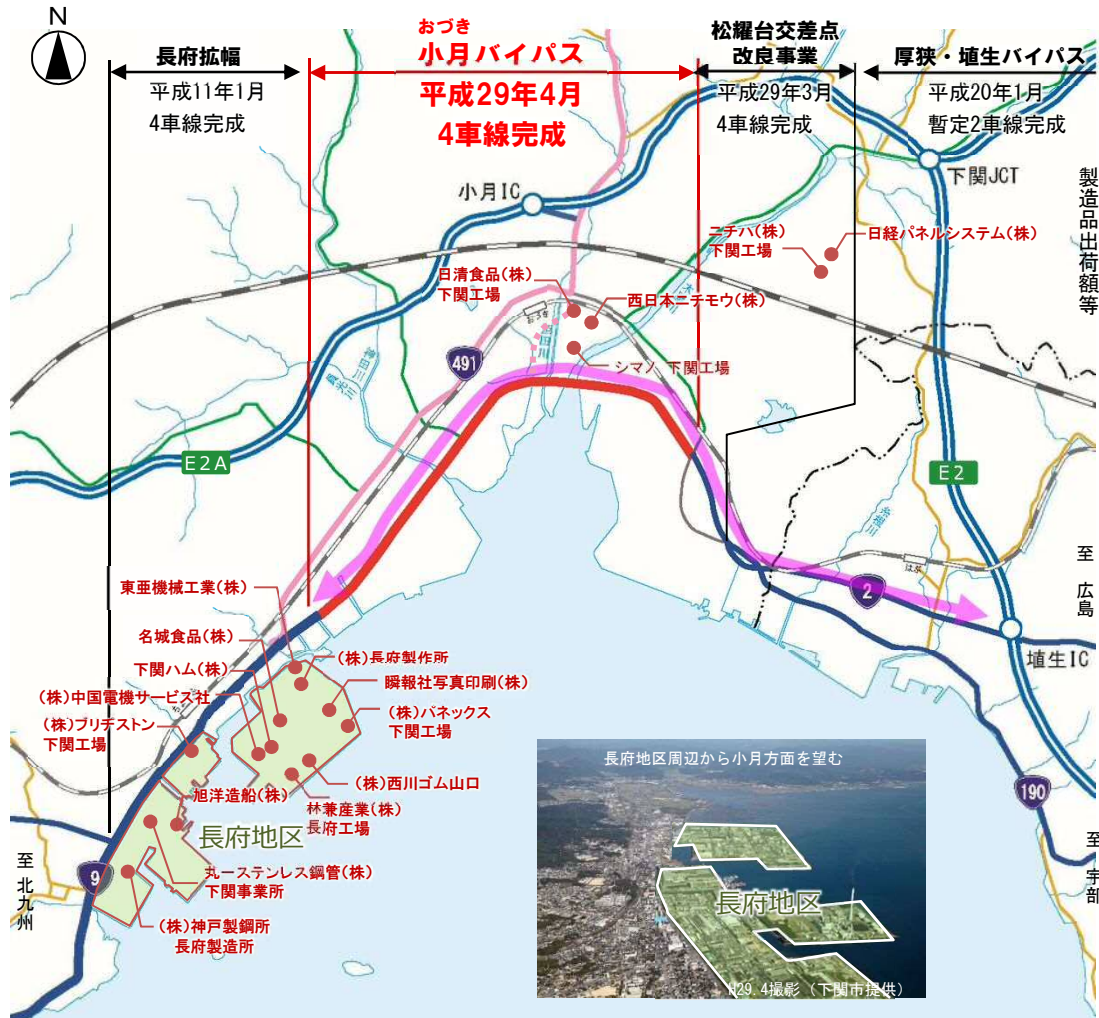 N
長府拡幅
平成11年1月
4車線完成
おづき
小月バイパス
平成29年4月
4車線完成
松耀台交差点
改良事業
平成29年3月
4車線完成
厚狭・埴生バイパス
平成20年1月
暫定2車線完成
小月IC
下関JCT
製造品出荷額等
ニチハ(株)
下関工場
日経パネルシステム(株)
日清食品(株)
下関工場
西日本ニチモウ(株)
シマノ 下関工場
491
E2A
E2
至 広島
2
埴生IC
東亜機械工業(株)
名城食品(株)
下関ハム(株)
(株)中国電機サービス社
(株)ブリヂストン
下関工場
(株)長府製作所
瞬報社写真印刷(株)
(株)バネックス
下関工場
(株)西川ゴム山口
林兼産業(株)
長府工場
旭洋造船(株)
長府地区
丸一ステンレス鋼管(株)
下関事業所
(株)神戸製鋼所
長府製造所
9
至 北九州
190
至 宇部
長府地区周辺から小月方面を望む
長府地区
H29.4撮影（下関市提供）